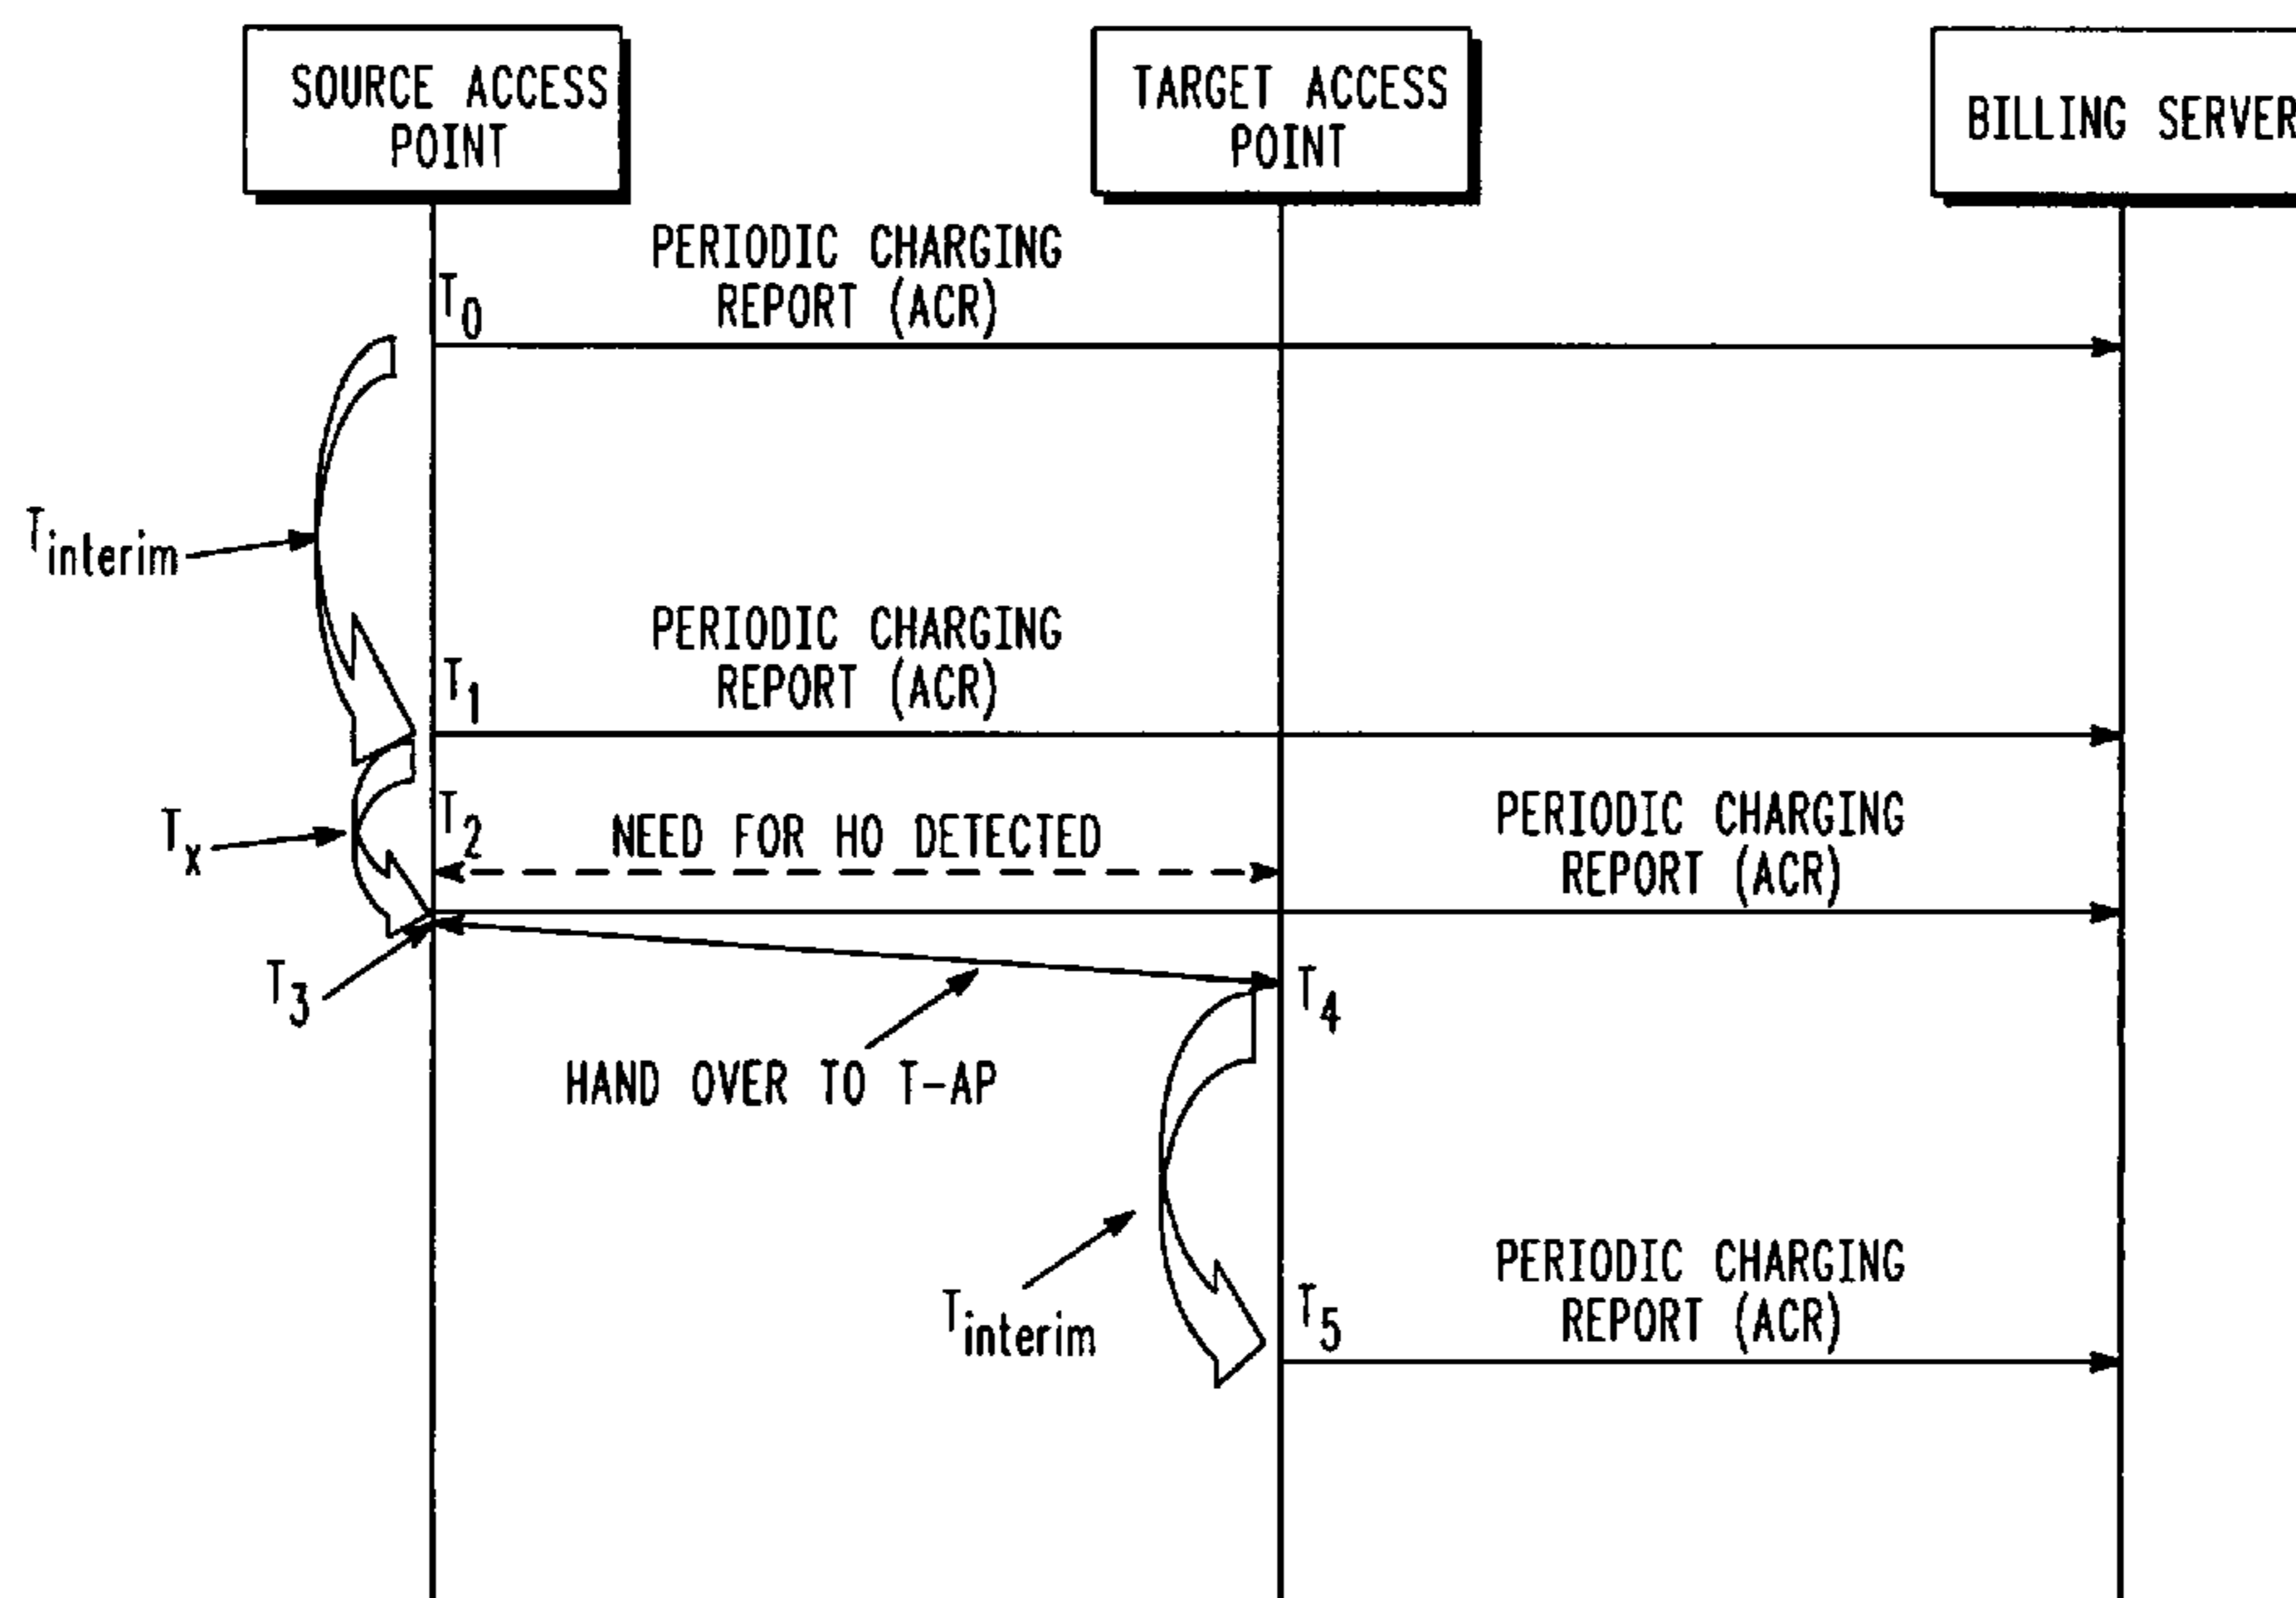 SOURCE ACCESS
POINT
TARGET ACCESS
POINT
BILLING SERVER
PERIODIC CHARGING
REPORT (ACR)
T0
Tinterim
PERIODIC CHARGING
REPORT (ACR)
T1
T2
NEED FOR HO DETECTED
PERIODIC CHARGING
REPORT (ACR)
Tx
T3
T4
HAND OVER TO T-AP
Tinterim
PERIODIC CHARGING
REPORT (ACR)
T5